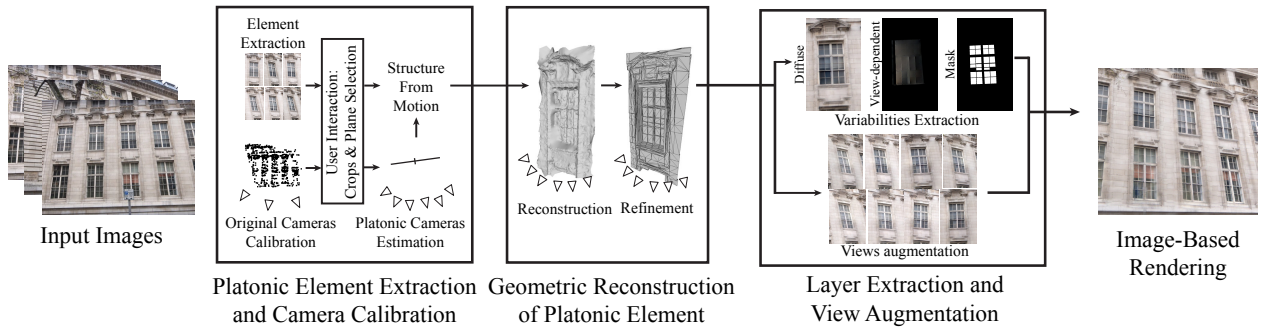 Input Images
Element
Extraction
User Interaction:
Crops & Plane Selection
Structure
From
Motion
Original Cameras
Calibration
Platonic Cameras
Estimation
Platonic Element Extraction
and Camera Calibration
Reconstruction
Refinement
Geometric Reconstruction
of Platonic Element
Diffuse
View-dependent
Mask
Variabilities Extraction
Views augmentation
Layer Extraction and
View Augmentation
Image-Based
Rendering